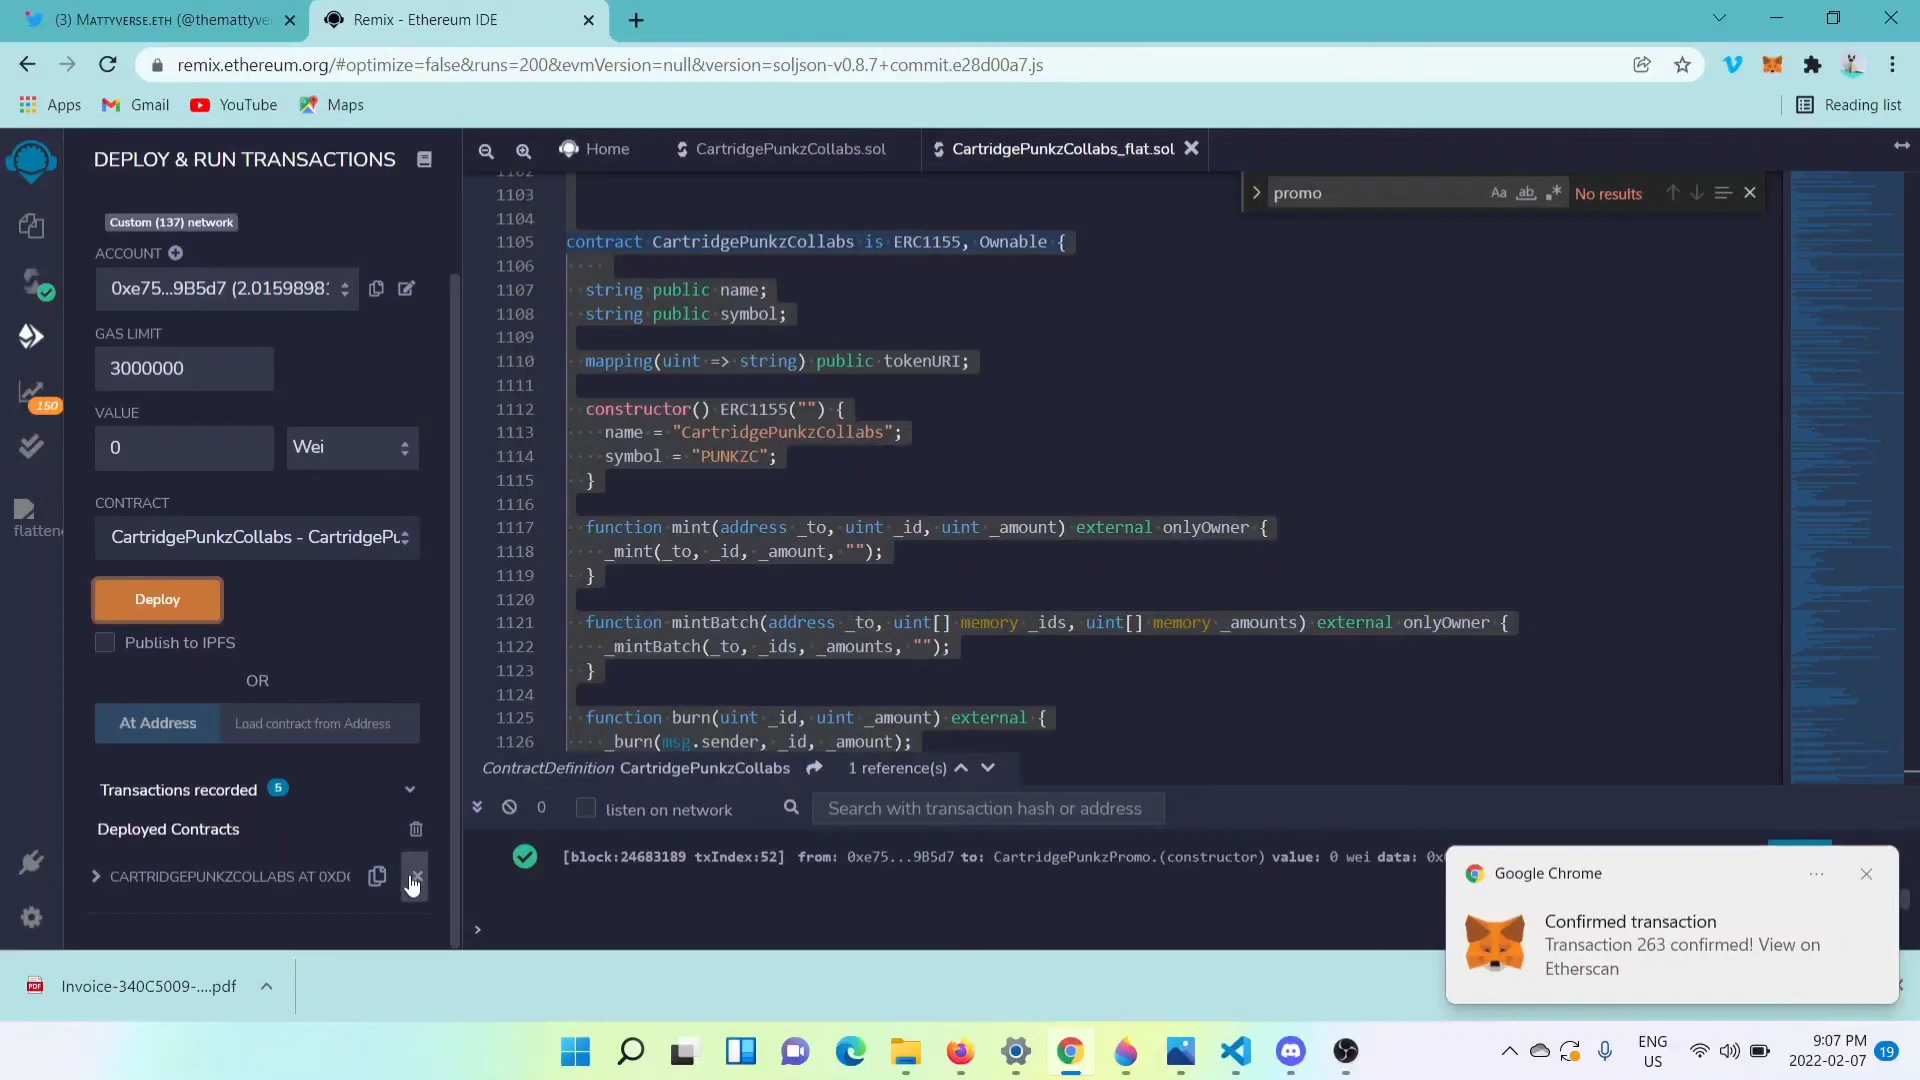 (3) MATTYVERSE.ETH (@themattyve
Remix - Ethereum IDE
remix.ethereum.org/#optimize=false&runs=200&evmVersion=null&version=soljson-v0.8.7+commit.e28d00a7.js
Apps
Gmail
YouTube
Maps
Reading list
DEPLOY & RUN TRANSACTIONS
Custom (137) network
ACCOUNT
0xe75...9B5d7 (2.0159898
GAS LIMIT
3000000
VALUE
0
Wei
CONTRACT
CartridgePunkzCollabs - CartridgePu
Deploy
Publish to IPFS
OR
At Address
Load contract from Address
Transactions recorded 5
Deployed Contracts
CARTRIDGEPUNKZCOLLABS AT 0XD
150
flatten
Home
CartridgePunkzCollabs.sol
CartridgePunkzCollabs_flat.sol
promo
Aa
ab
No results
1102
1103
1104
1105 contract CartridgePunkzCollabs is ERC1155, Ownable {
1106
1107 string public name;
1108 string public symbol;
1109
1110 mapping(uint => string) public tokenURI;
1111
1112 constructor() ERC1155("") {
1113 name = "CartridgePunkzCollabs";
1114 symbol = "PUNKZC";
1115 }
1116
1117 function mint(address _to, uint _id, uint _amount) external onlyOwner {
1118 _mint(_to, _id, _amount, "");
1119 }
1120
1121 function mintBatch(address _to, uint[] memory _ids, uint[] memory _amounts) external onlyOwner {
1122 _mintBatch(_to, _ids, _amounts, "");
1123 }
1124
1125 function burn(uint _id, uint _amount) external {
1126 _burn(msg.sender, _id, _amount);
ContractDefinition CartridgePunkzCollabs 1 reference(s)
0
listen on network
Search with transaction hash or address
[block:24683189 txIndex:52] from: 0xe75...9B5d7 to: CartridgePunkzPromo.(constructor) value: 0 wei data: 0x
>
Google Chrome
Confirmed transaction
Transaction 263 confirmed! View on
Etherscan
Invoice-340C5009-....pdf
ENG
US
9:07 PM
2022-02-07
19